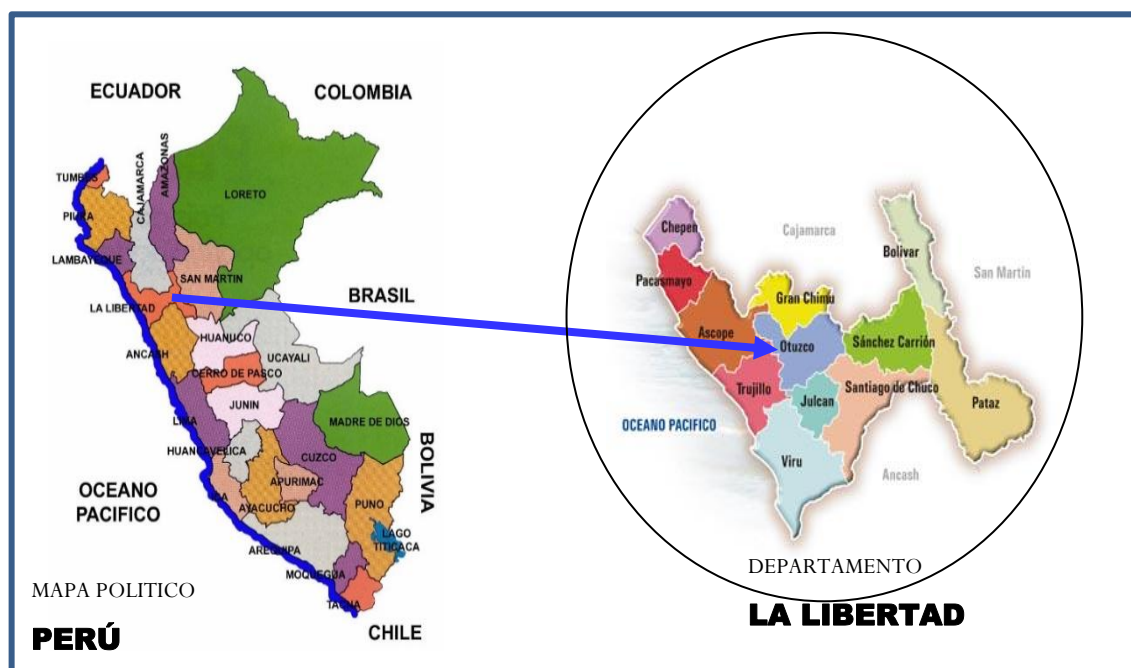 ECUADOR
COLOMBIA
CAJAMARCA
AMAZONAS
TUMBES
LORETO
PIURA
LAMBAYEQUE
SAN MARTIN
LA LIBERTAD
BRASIL
ANCASH
HUANUCO
UCAYALI
CERRO DE PASCO
JUNIN
LIMA
MADRE DE DIOS
HUANCAVELICA
CUZCO
BOLIVIA
APURIMAC
ICA
AYACUCHO
PUNO
OCEANO
PACIFICO
LAGO
TITICACA
AREQUIPA
MOQUEGUA
TACNA
CHILE
MAPA POLITICO
PERÚ
Chepen
Cajamarca
Bolivar
San Martin
Pacasmayo
Gran Chimu
Ascope
Otuzco
Sánchez Carrión
Trujillo
Julcan
Santiago de Chuco
Pataz
OCEANO PACIFICO
Viru
Ancash
DEPARTAMENTO
LA LIBERTAD